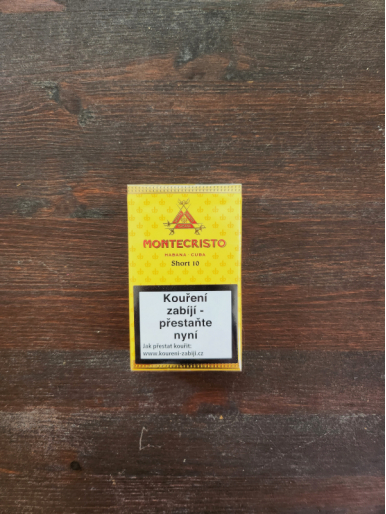 MONTECRISTO
HABANA · CUBA
Short 10
Kouření
zabíjí -
přestaňte
nyní
Jak přestat kouřit:
www.koureni-zabiji.cz